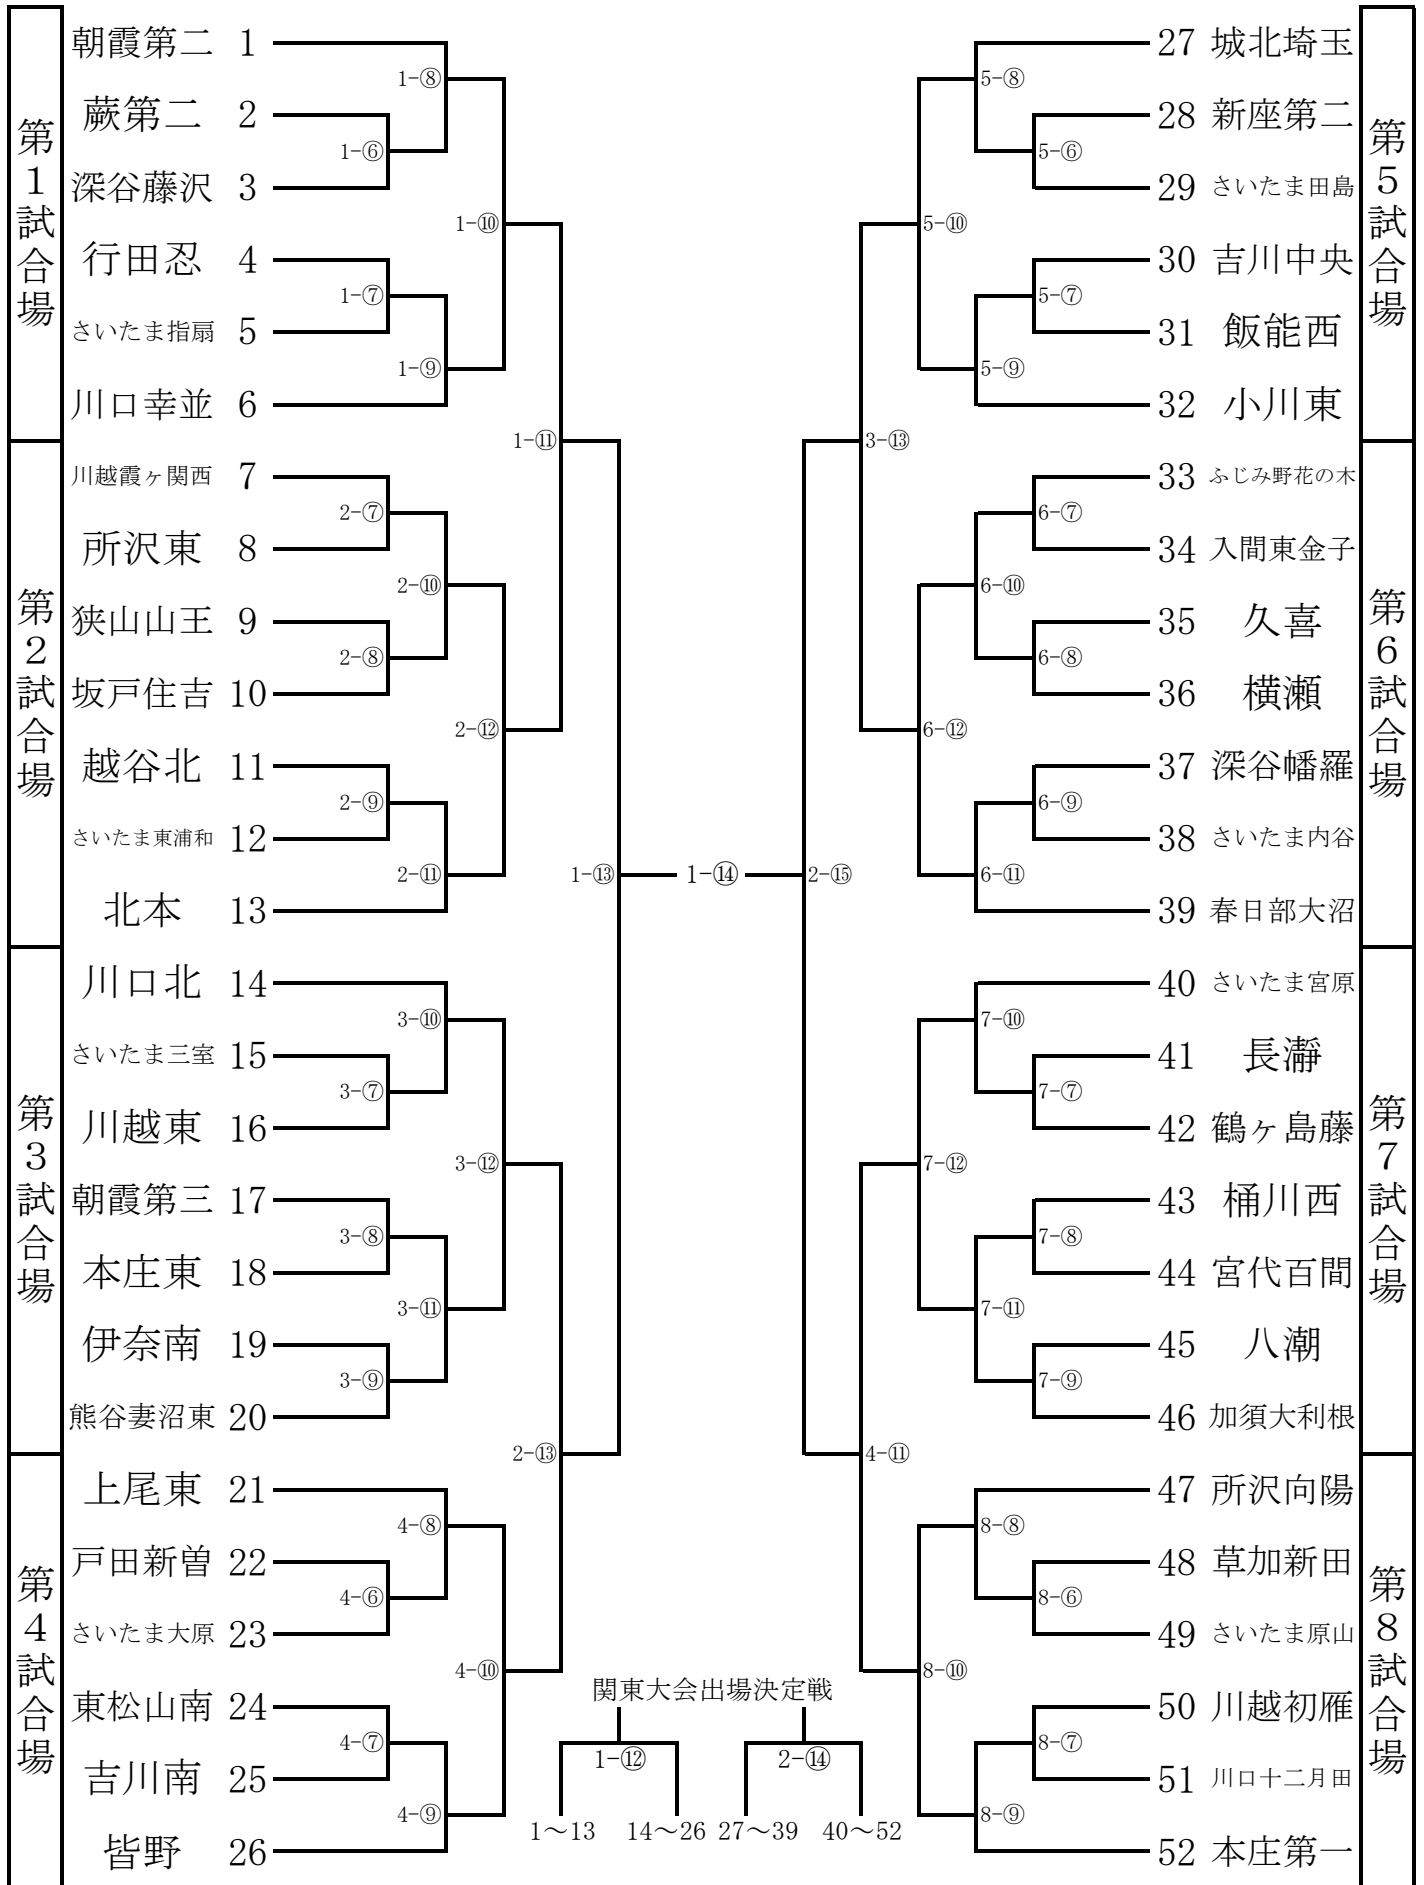 第1試合場
朝霞第二 1
蕨第二 2
深谷藤沢 3
行田忍 4
さいたま指扇 5
川口幸並 6
1-⑧
1-⑥
1-⑩
1-⑦
1-⑨
1-⑪
第2試合場
川越霞ヶ関西 7
所沢東 8
狭山山王 9
坂戸住吉 10
越谷北 11
さいたま東浦和 12
北本 13
2-⑦
2-⑩
2-⑧
2-⑫
2-⑨
2-⑪
第3試合場
川口北 14
さいたま三室 15
川越東 16
朝霞第三 17
本庄東 18
伊奈南 19
熊谷妻沼東 20
3-⑩
3-⑦
3-⑫
3-⑧
3-⑪
3-⑨
2-⑬
第4試合場
上尾東 21
戸田新曽 22
さいたま大原 23
東松山南 24
吉川南 25
皆野 26
4-⑧
4-⑥
4-⑩
4-⑦
4-⑨
1-⑬
1-⑭
2-⑮
関東大会出場決定戦
1-⑫
2-⑭
1〜13
14〜26
27〜39
40〜52
第5試合場
27 城北埼玉
28 新座第二
29 さいたま田島
30 吉川中央
31 飯能西
32 小川東
5-⑧
5-⑥
5-⑩
5-⑦
5-⑨
3-⑬
第6試合場
33 ふじみ野花の木
34 入間東金子
35 久喜
36 横瀬
37 深谷幡羅
38 さいたま内谷
39 春日部大沼
6-⑦
6-⑩
6-⑧
6-⑫
6-⑨
6-⑪
第7試合場
40 さいたま宮原
41 長瀞
42 鶴ヶ島藤
43 桶川西
44 宮代百間
45 八潮
46 加須大利根
7-⑩
7-⑦
7-⑫
7-⑧
7-⑪
7-⑨
4-⑪
第8試合場
47 所沢向陽
48 草加新田
49 さいたま原山
50 川越初雁
51 川口十二月田
52 本庄第一
8-⑧
8-⑥
8-⑩
8-⑦
8-⑨